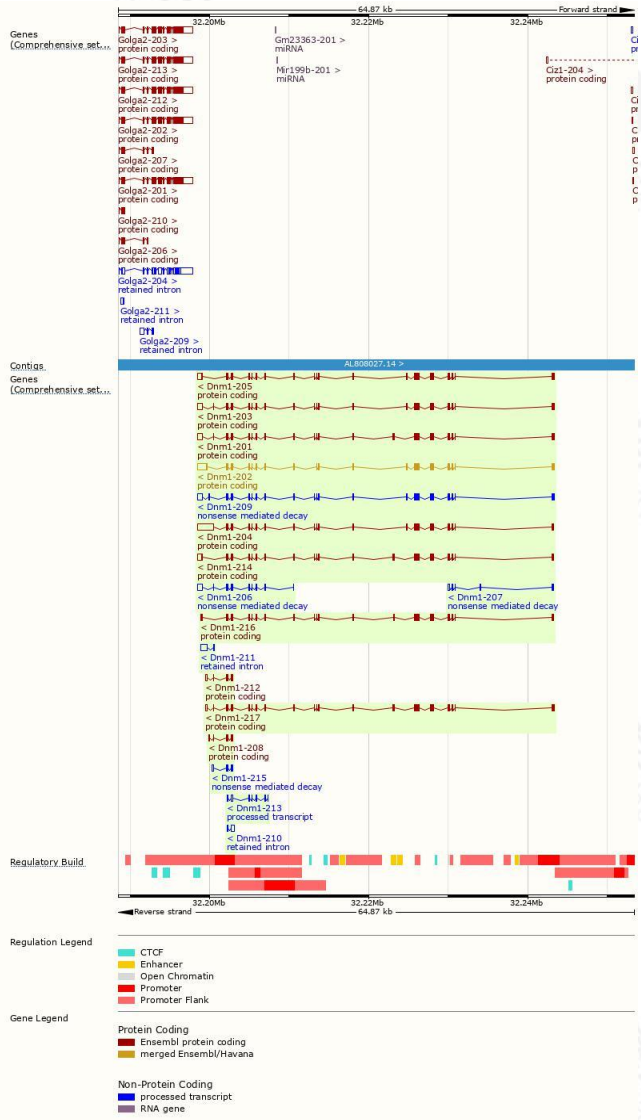 64.87 kb
Forward strand
32.20Mb
32.22Mb
32.24Mb
Genes
(Comprehensive set...
Golga2-203 >
protein coding
Gm23363-201 >
miRNA
Golga2-213 >
protein coding
Mir199b-201 >
miRNA
Ciz1-204 >
protein coding
Golga2-212 >
protein coding
Golga2-202 >
protein coding
Golga2-207 >
protein coding
Golga2-201 >
protein coding
Golga2-210 >
protein coding
Golga2-206 >
protein coding
Golga2-204 >
retained intron
Golga2-211 >
retained intron
Golga2-209 >
retained intron
Contigs
AL808027.14 >
Genes
(Comprehensive set...
< Dnm1-205
protein coding
< Dnm1-203
protein coding
< Dnm1-201
protein coding
< Dnm1-202
protein coding
< Dnm1-209
nonsense mediated decay
< Dnm1-204
protein coding
< Dnm1-214
protein coding
< Dnm1-206
nonsense mediated decay
< Dnm1-207
nonsense mediated decay
< Dnm1-216
protein coding
< Dnm1-211
retained intron
< Dnm1-212
protein coding
< Dnm1-217
protein coding
< Dnm1-208
protein coding
< Dnm1-215
nonsense mediated decay
< Dnm1-213
processed transcript
< Dnm1-210
retained intron
Regulatory Build
32.20Mb
32.22Mb
32.24Mb
Reverse strand
64.87 kb
Regulation Legend
CTCF
Enhancer
Open Chromatin
Promoter
Promoter Flank
Gene Legend
Protein Coding
Ensembl protein coding
merged Ensembl/Havana
Non-Protein Coding
processed transcript
RNA gene